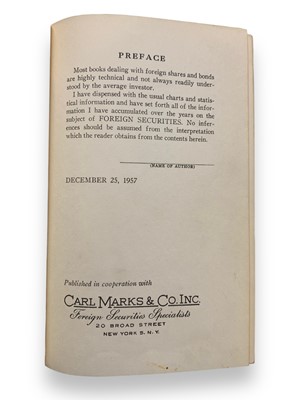 PREFACE
Most books dealing with foreign shares and bonds
are highly technical and not always readily under-
stood by the average investor.
I have dispensed with the usual charts and statis-
tical information and have set forth all of the infor-
mation I have accumulated over the years on the
subject of FOREIGN SECURITIES. No infer-
ences should be assumed from the interpretation
which the reader obtains from the contents herein.
(NAME OF AUTHOR)
DECEMBER 25, 1957
Published in cooperation with
CARL MARKS & CO. INC.
Foreign Securities Specialists
20 BROAD STREET
NEW YORK 5, N. Y.